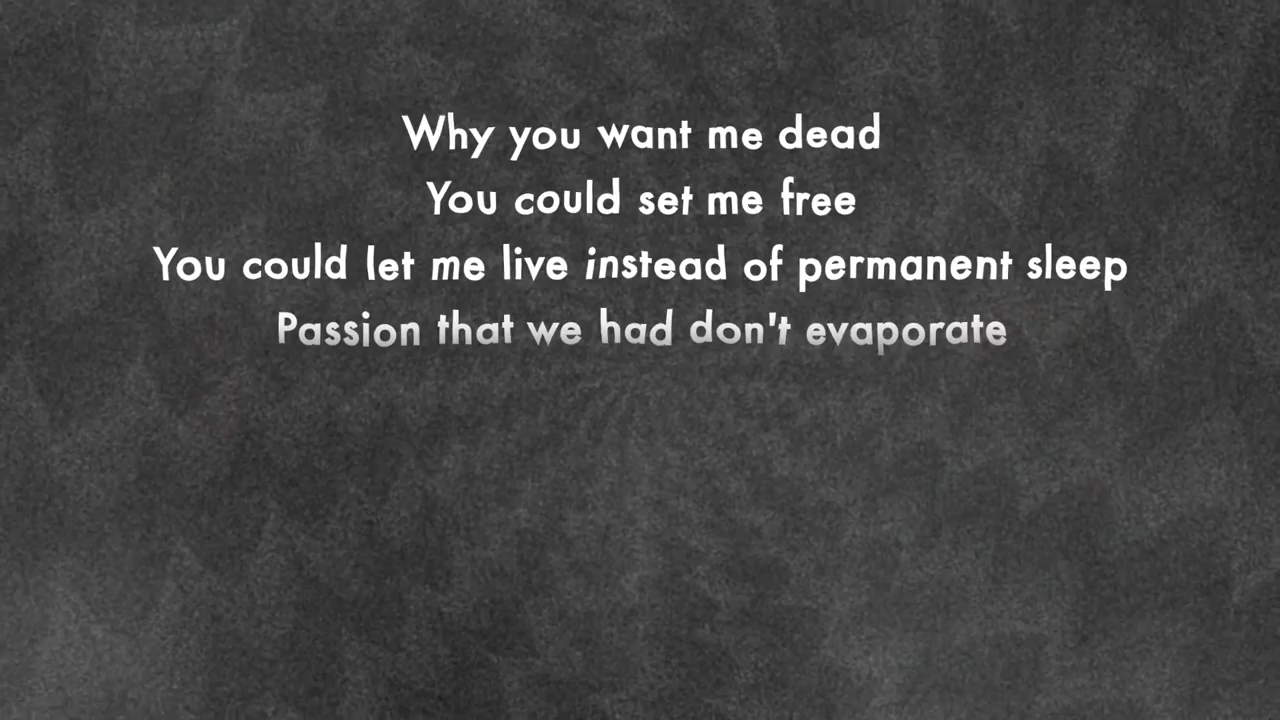 Why you want me dead
You could set me free
You could let me live instead of permanent sleep
Passion that we had don't evaporate